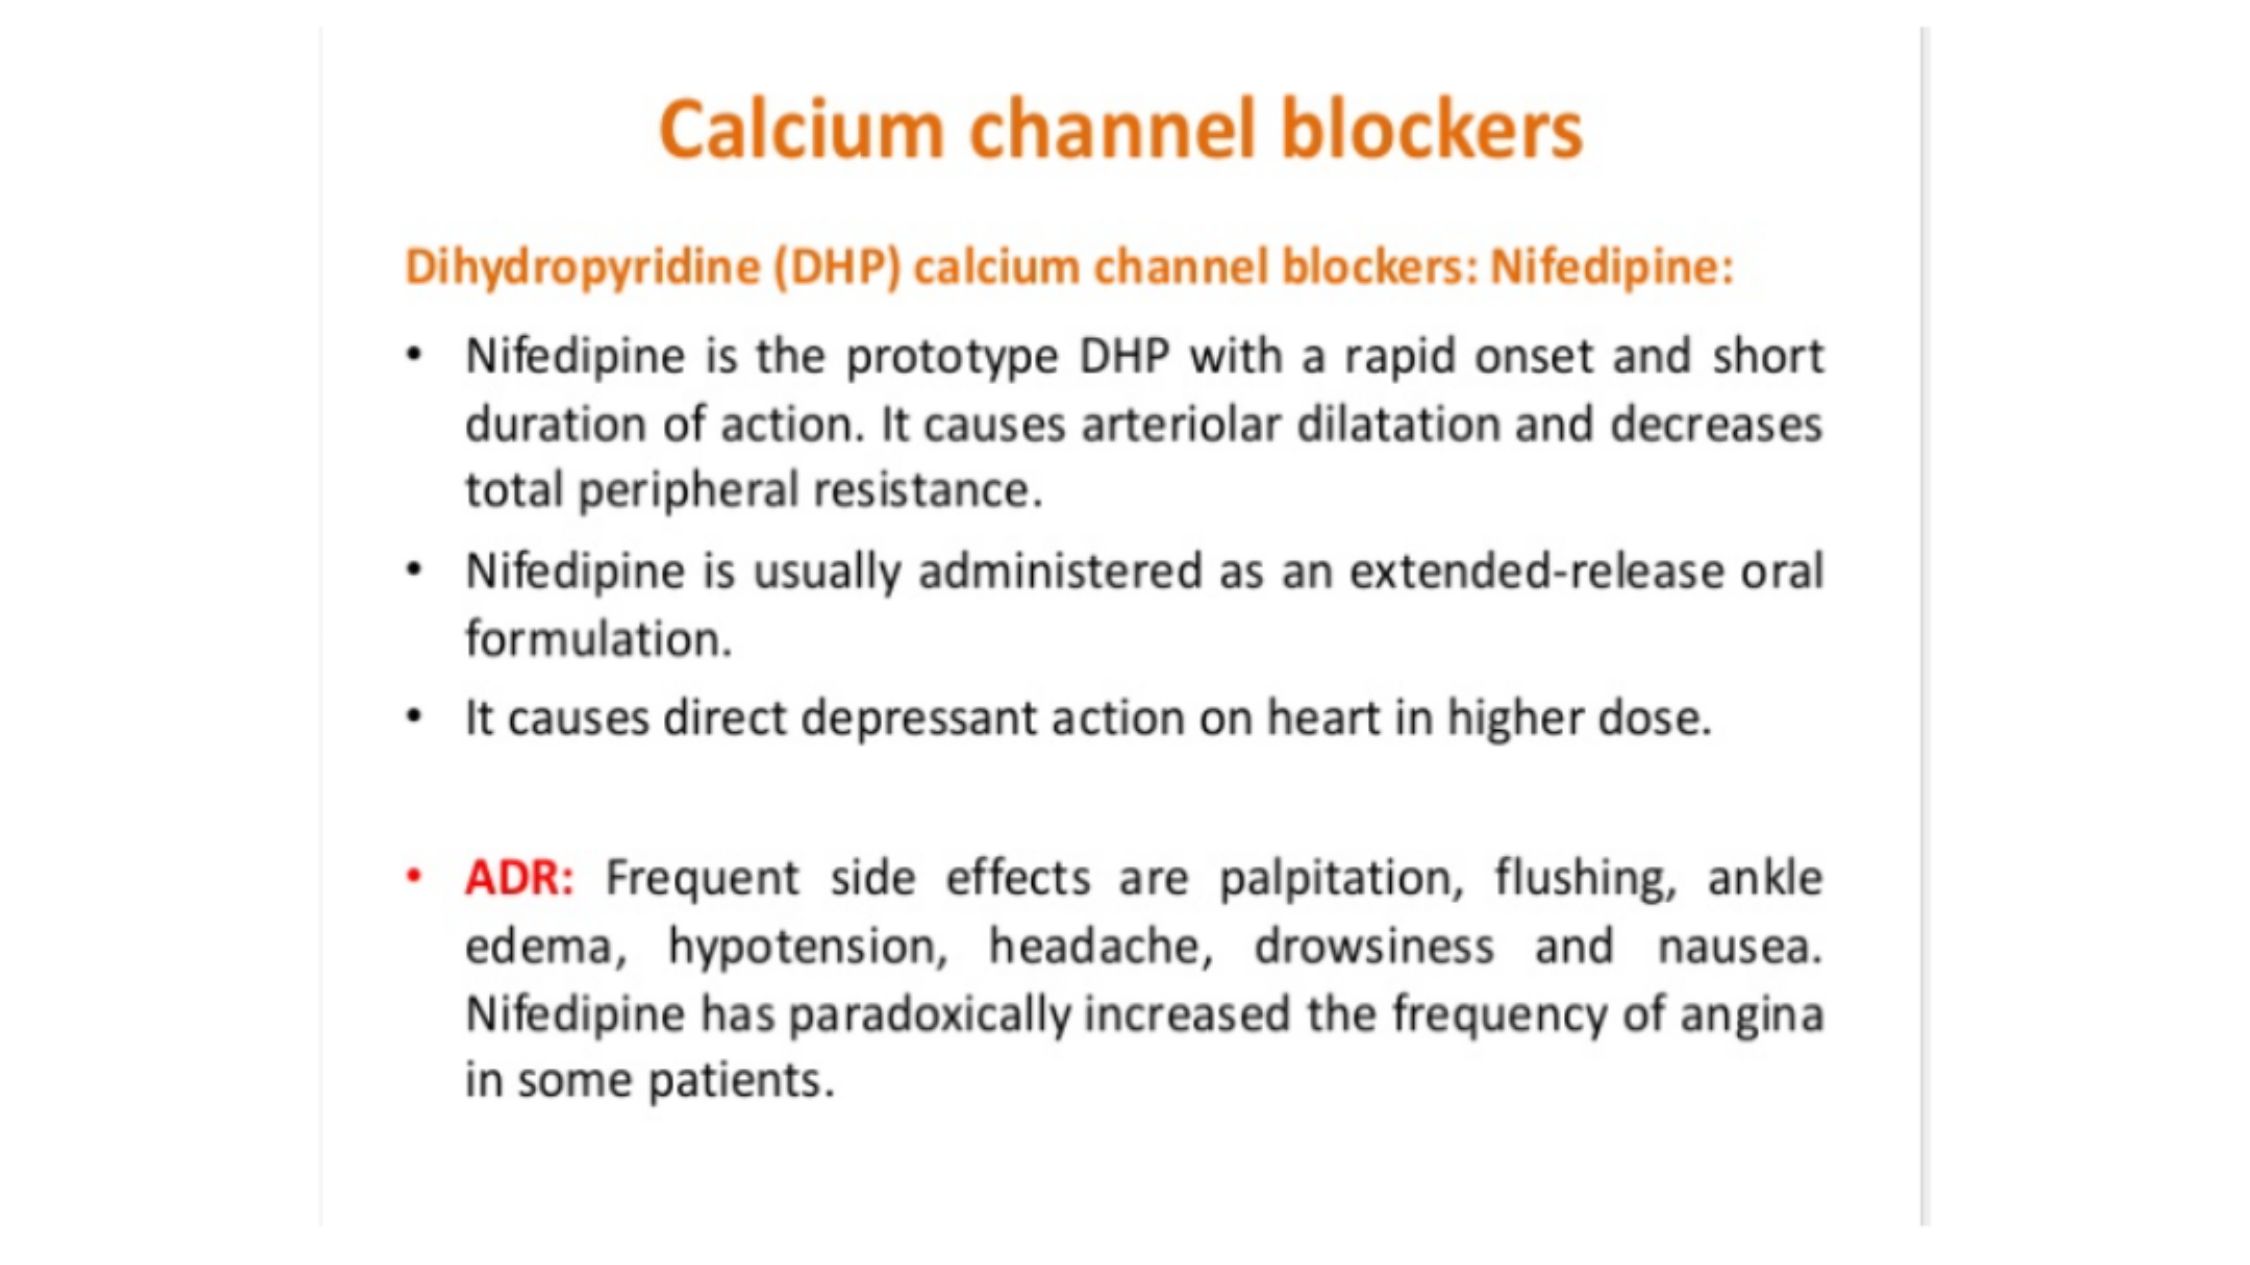 Calcium channel blockers
Dihydropyridine (DHP) calcium channel blockers: Nifedipine:
• Nifedipine is the prototype DHP with a rapid onset and short
duration of action. It causes arteriolar dilatation and decreases
total peripheral resistance.
• Nifedipine is usually administered as an extended-release oral
formulation.
• It causes direct depressant action on heart in higher dose.
• ADR: Frequent side effects are palpitation, flushing, ankle
edema, hypotension, headache, drowsiness and nausea.
Nifedipine has paradoxically increased the frequency of angina
in some patients.